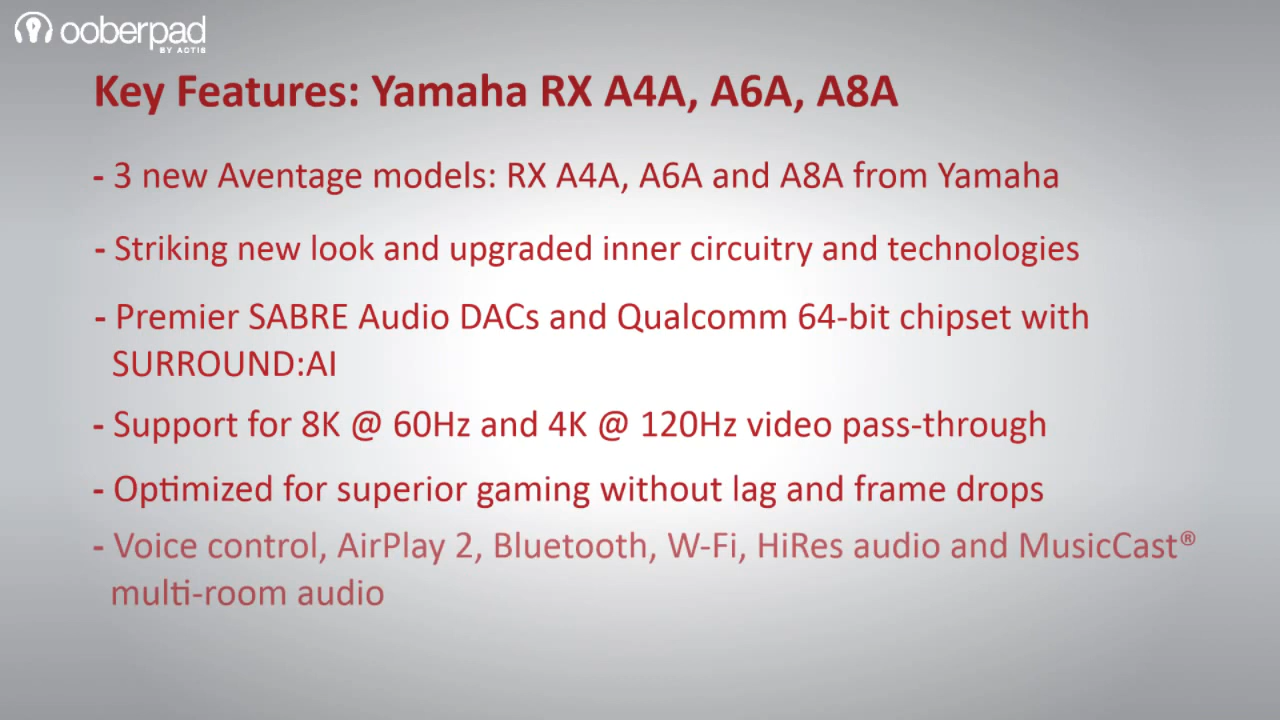 ooberpad
BY ACTIS
Key Features: Yamaha RX A4A, A6A, A8A
- 3 new Aventage models: RX A4A, A6A and A8A from Yamaha
- Striking new look and upgraded inner circuitry and technologies
- Premier SABRE Audio DACs and Qualcomm 64-bit chipset with
SURROUND:AI
- Support for 8K @ 60Hz and 4K @ 120Hz video pass-through
- Optimized for superior gaming without lag and frame drops
- Voice control, AirPlay 2, Bluetooth, W-Fi, HiRes audio and MusicCast®
multi-room audio